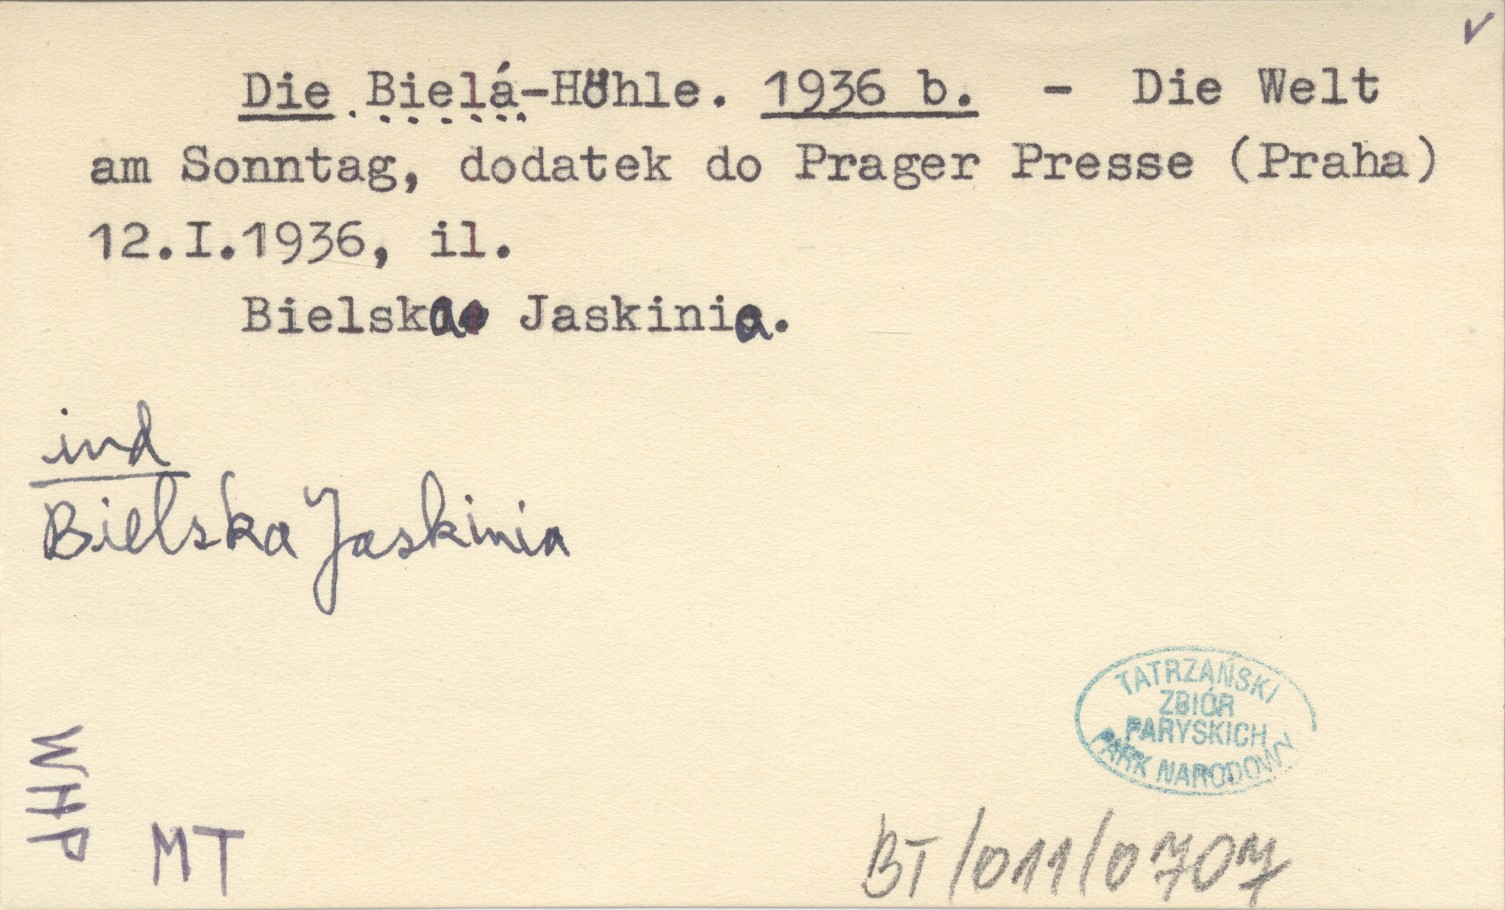 ✓
Die Bielá-Höhle. 1936 b. - Die Welt
am Sonntag, dodatek do Prager Presse (Praha)
12.I.1936, il.
Bielska Jaskinia.
ind
Bielska Jaskinia
TATRZAŃSKI
ZBIÓR
PARYSKICH
PARK NARODOWY
WHP
MT
BT/011/0707